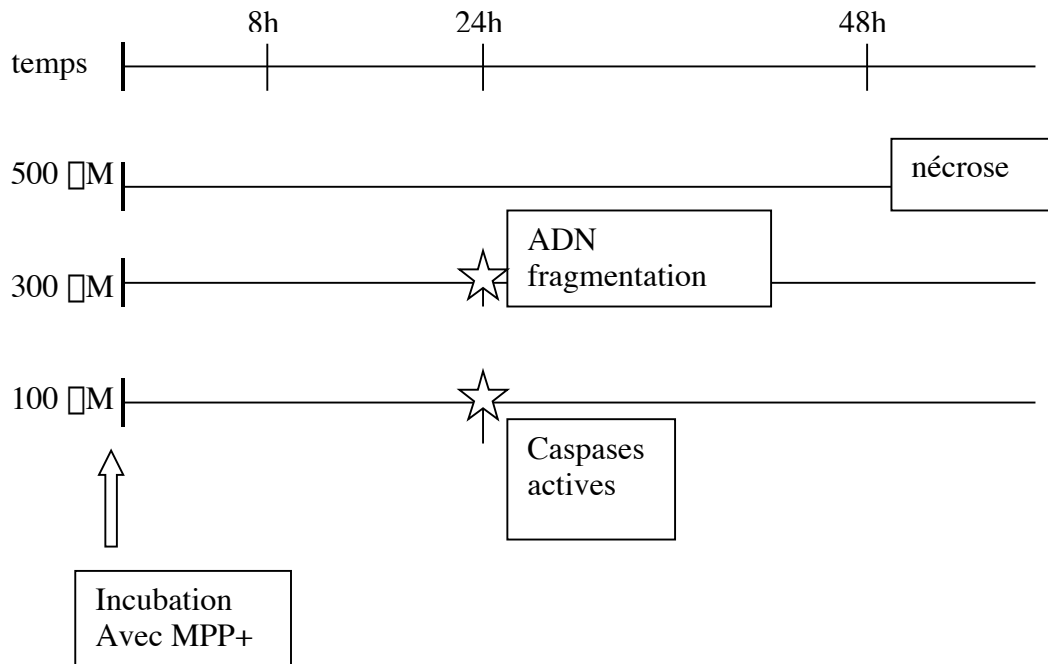 8h 24h 48h
temps
500 □M
nécrose
ADN
fragmentation
300 □M
100 □M
Caspases
actives
Incubation
Avec MPP+